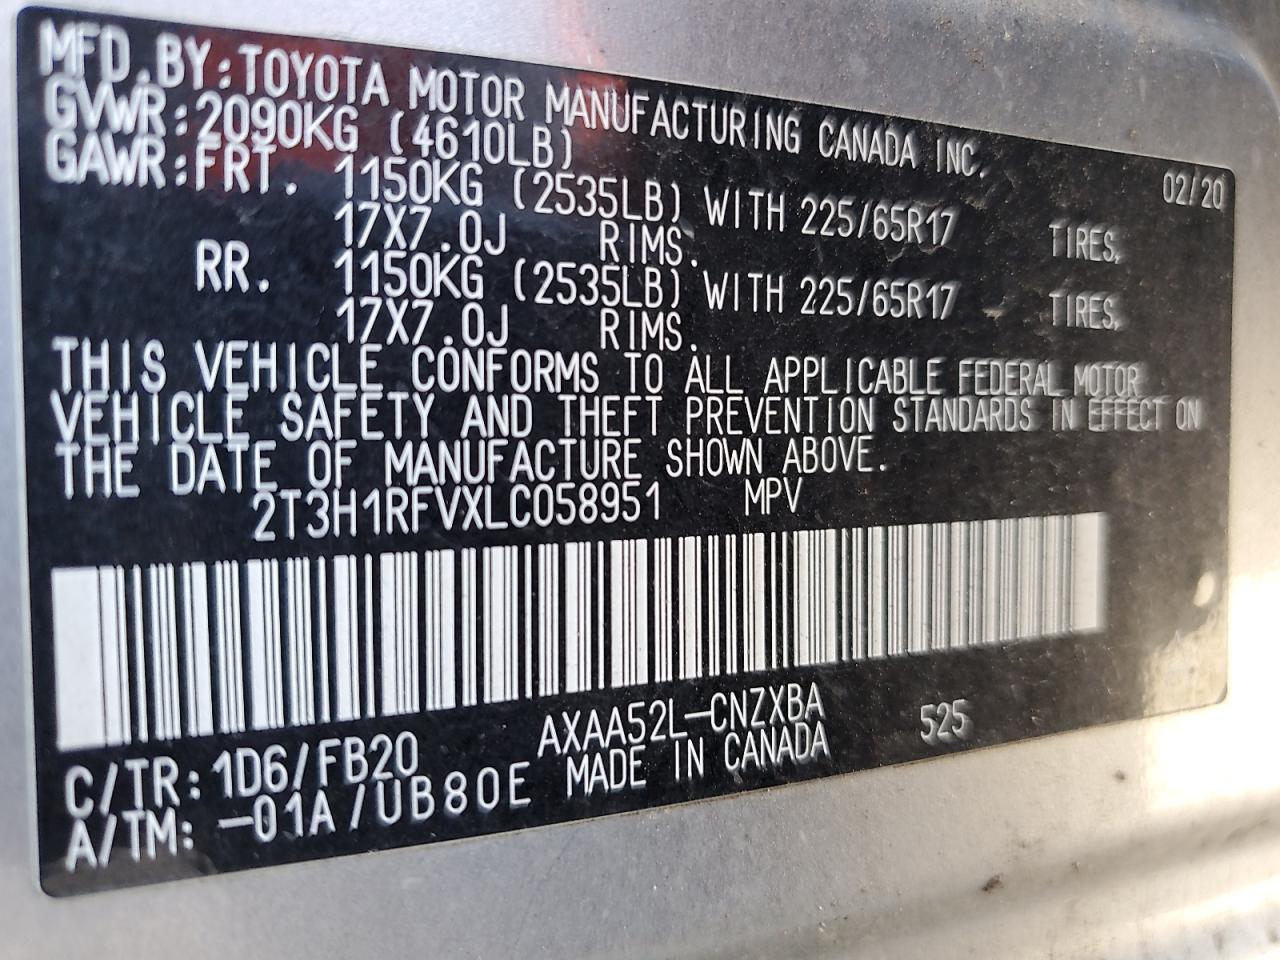 MFD.BY:TOYOTA MOTOR MANUFACTURING CANADA INC.
02/20
GVWR:2090KG (4610LB)
GAWR:FRT. 1150KG (2535LB) WITH 225/65R17 TIRES,
17X7.0J RIMS.
RR. 1150KG (2535LB) WITH 225/65R17 TIRES,
17X7.0J RIMS.
THIS VEHICLE CONFORMS TO ALL APPLICABLE FEDERAL MOTOR
VEHICLE SAFETY AND THEFT PREVENTION STANDARDS IN EFFECT ON
THE DATE OF MANUFACTURE SHOWN ABOVE.
2T3H1RFVXLC058951 MPV
AXAA52L-CNZXBA 525
C/TR:1D6/FB20 MADE IN CANADA
A/TM: -01A/UB80E